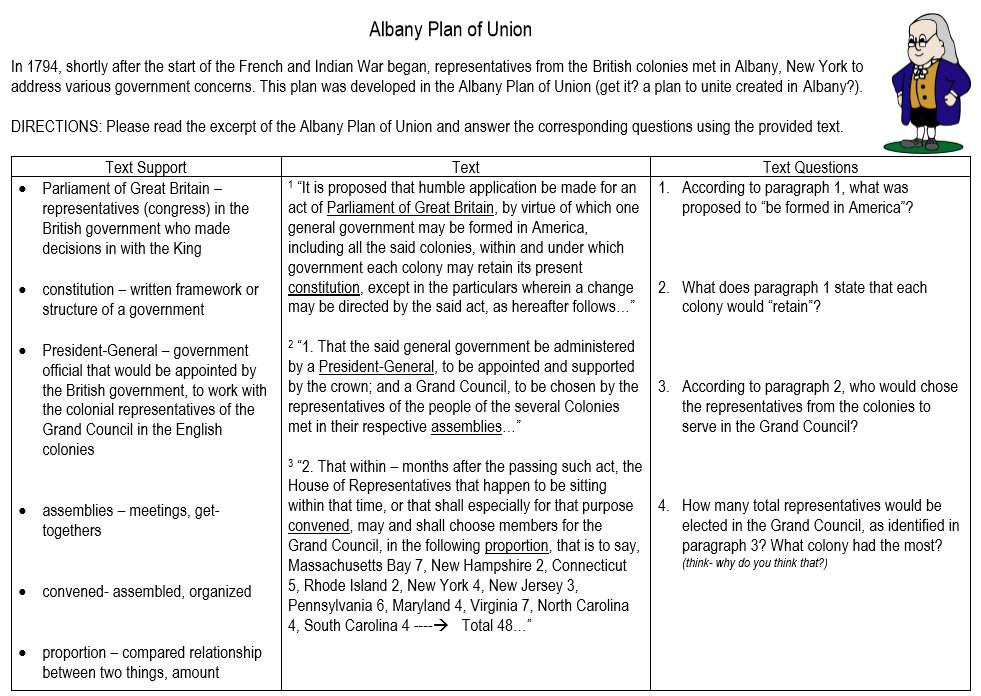 Albany Plan of Union
In 1794, shortly after the start of the French and Indian War began, representatives from the British colonies met in Albany, New York to
address various government concerns. This plan was developed in the Albany Plan of Union (get it? a plan to unite created in Albany?).
DIRECTIONS: Please read the excerpt of the Albany Plan of Union and answer the corresponding questions using the provided text.
Text Support
• Parliament of Great Britain –
representatives (congress) in the
British government who made
decisions in with the King
• constitution – written framework or
structure of a government
• President-General – government
official that would be appointed by
the British government, to work with
the colonial representatives of the
Grand Council in the English
colonies
• assemblies – meetings, get-
togethers
• convened- assembled, organized
• proportion – compared relationship
between two things, amount
Text
1 “It is proposed that humble application be made for an
act of Parliament of Great Britain, by virtue of which one
general government may be formed in America,
including all the said colonies, within and under which
government each colony may retain its present
constitution, except in the particulars wherein a change
may be directed by the said act, as hereafter follows…”
2 “1. That the said general government be administered
by a President-General, to be appointed and supported
by the crown; and a Grand Council, to be chosen by the
representatives of the people of the several Colonies
met in their respective assemblies…”
3 “2. That within – months after the passing such act, the
House of Representatives that happen to be sitting
within that time, or that shall especially for that purpose
convened, may and shall choose members for the
Grand Council, in the following proportion, that is to say,
Massachusetts Bay 7, New Hampshire 2, Connecticut
5, Rhode Island 2, New York 4, New Jersey 3,
Pennsylvania 6, Maryland 4, Virginia 7, North Carolina
4, South Carolina 4 ----→ Total 48…”
Text Questions
1. According to paragraph 1, what was
proposed to “be formed in America”?
2. What does paragraph 1 state that each
colony would “retain”?
3. According to paragraph 2, who would chose
the representatives from the colonies to
serve in the Grand Council?
4. How many total representatives would be
elected in the Grand Council, as identified in
paragraph 3? What colony had the most?
(think- why do you think that?)